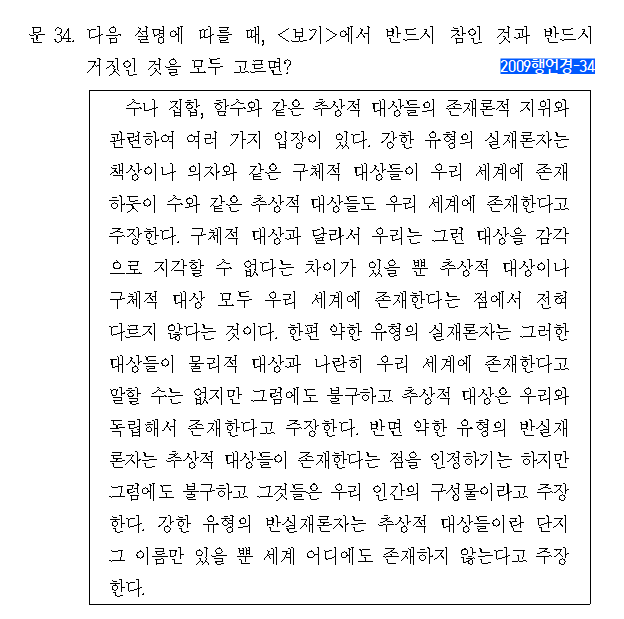 문 34. 다음 설명에 따를 때, <보기>에서 반드시 참인 것과 반드시
거짓인 것을 모두 고르면?
2009행언경-34
수나 집합, 함수와 같은 추상적 대상들의 존재론적 지위와
관련하여 여러 가지 입장이 있다. 강한 유형의 실재론자는
책상이나 의자와 같은 구체적 대상들이 우리 세계에 존재
하듯이 수와 같은 추상적 대상들도 우리 세계에 존재한다고
주장한다. 구체적 대상과 달라서 우리는 그런 대상을 감각
으로 지각할 수 없다는 차이가 있을 뿐 추상적 대상이나
구체적 대상 모두 우리 세계에 존재한다는 점에서 전혀
다르지 않다는 것이다. 한편 약한 유형의 실재론자는 그러한
대상들이 물리적 대상과 나란히 우리 세계에 존재한다고
말할 수는 없지만 그럼에도 불구하고 추상적 대상은 우리와
독립해서 존재한다고 주장한다. 반면 약한 유형의 반실재
론자는 추상적 대상들이 존재한다는 점을 인정하기는 하지만
그럼에도 불구하고 그것들은 우리 인간의 구성물이라고 주장
한다. 강한 유형의 반실재론자는 추상적 대상들이란 단지
그 이름만 있을 뿐 세계 어디에도 존재하지 않는다고 주장
한다.